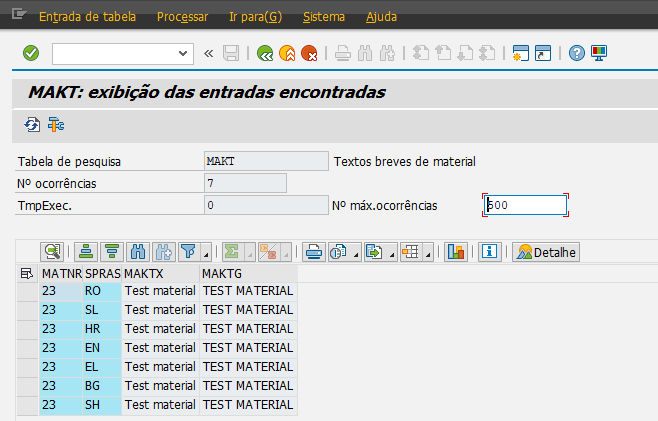 Entrada de tabela Processar Ir para(G) Sistema Ajuda
MAKT: exibição das entradas encontradas
Tabela de pesquisa MAKT Textos breves de material
Nº ocorrências 7
TmpExec. 0 Nº máx.ocorrências 500
Detalhe
MATNR SPRAS MAKTX MAKTG
23 RO Test material TEST MATERIAL
23 SL Test material TEST MATERIAL
23 HR Test material TEST MATERIAL
23 EN Test material TEST MATERIAL
23 EL Test material TEST MATERIAL
23 BG Test material TEST MATERIAL
23 SH Test material TEST MATERIAL